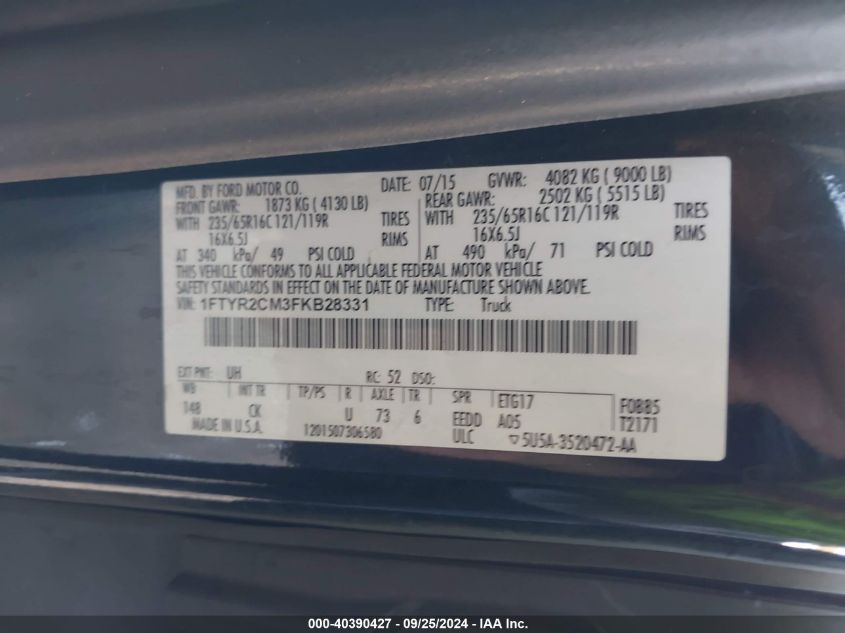 MFD. BY FORD MOTOR CO. DATE: 07/15 GVWR: 4082 KG ( 9000 LB)
FRONT GAWR: 1873 KG ( 4130 LB) REAR GAWR: 2502 KG ( 5515 LB)
WITH 235/65R16C 121/119R TIRES WITH 235/65R16C 121/119R TIRES
16X6.5J RIMS 16X6.5J RIMS
AT 340 kPa/ 49 PSI COLD AT 490 kPa/ 71 PSI COLD
THIS VEHICLE CONFORMS TO ALL APPLICABLE FEDERAL MOTOR VEHICLE
SAFETY STANDARDS IN EFFECT ON THE DATE OF MANUFACTURE SHOWN ABOVE.
VIN: 1FTYR2CM3FKB28331 TYPE: Truck
EXT PNT: UH RC: 52 DSO:
WB INT TR TP/PS R AXLE TR SPR ETG17 F0885
148 CK U 73 6 EEDD A05 T2171
MADE IN U.S.A. 1201507306580 ULC ▽5U5A-3520472-AA
000-40390427 - 09/25/2024 - IAA Inc.